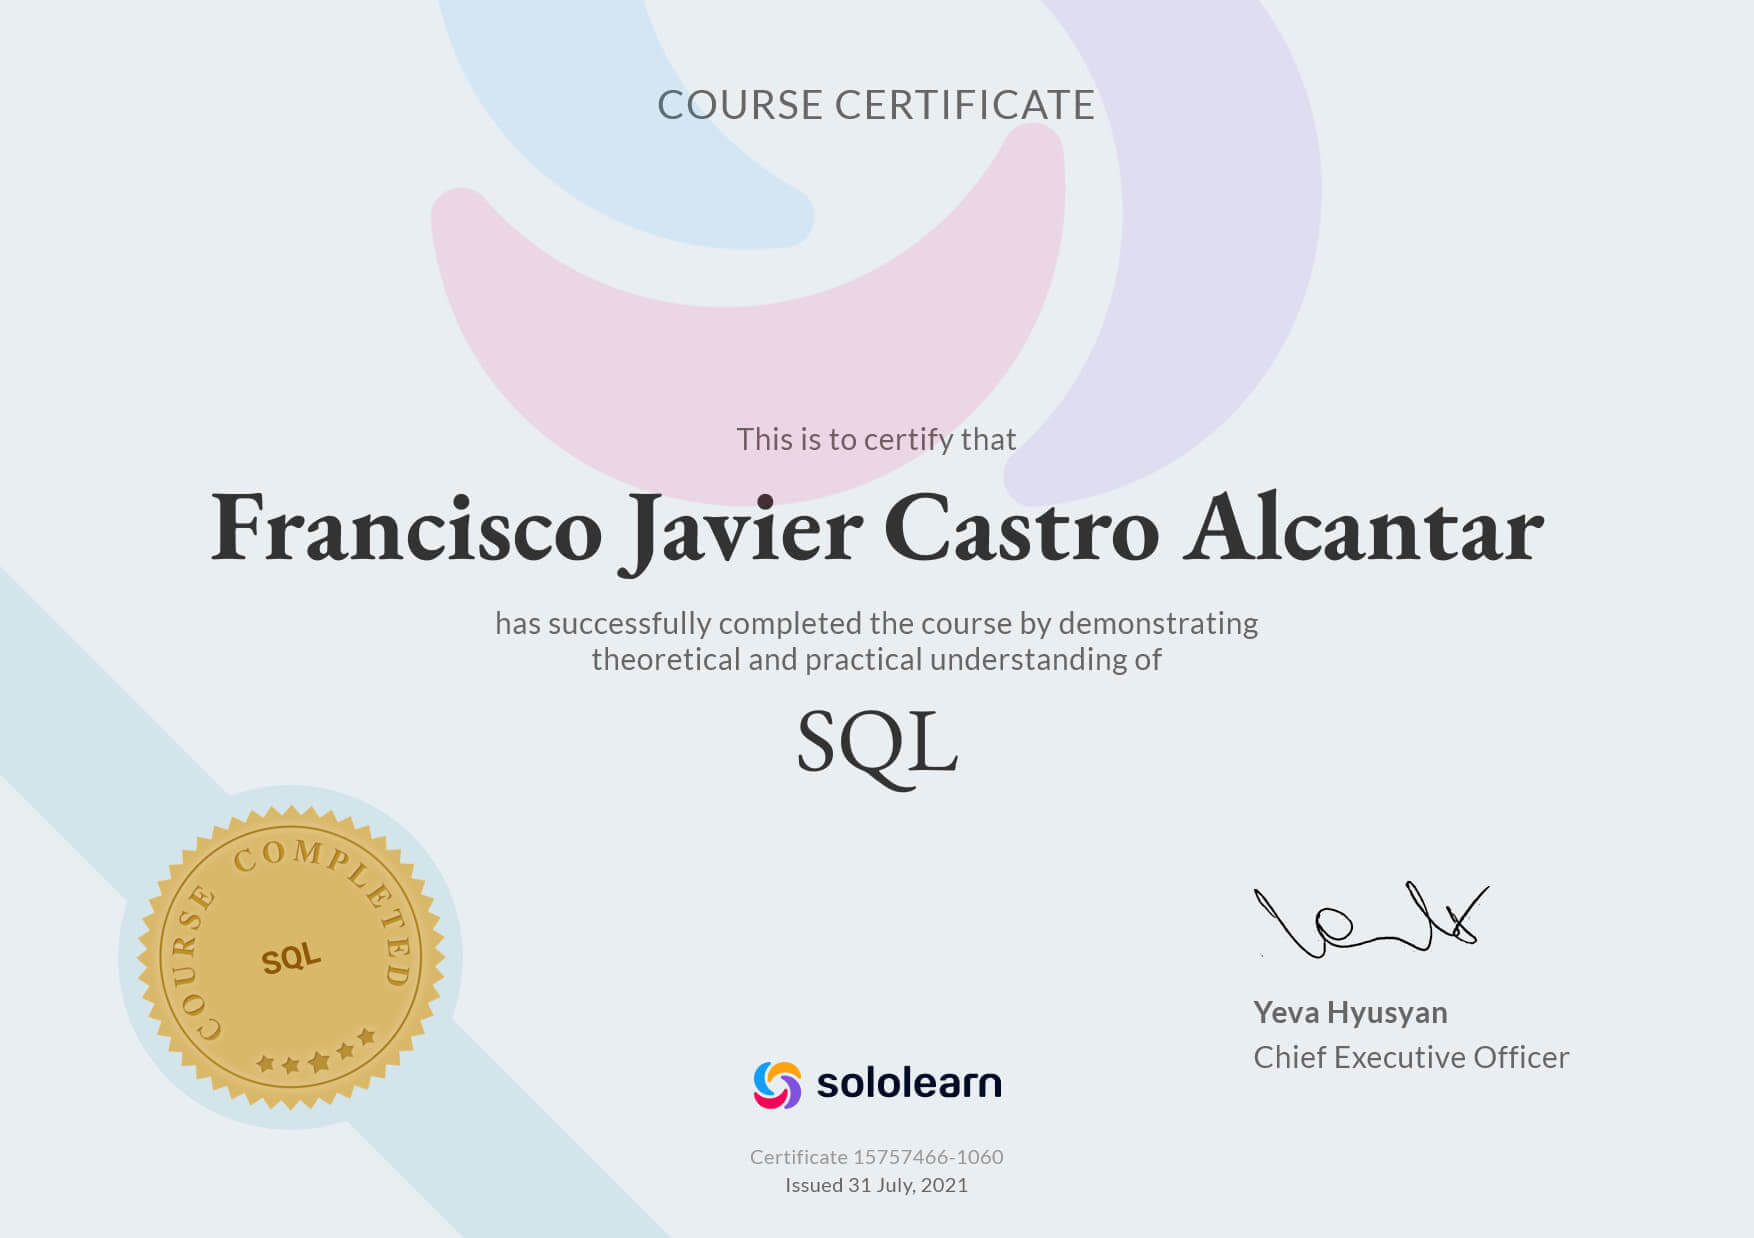 COURSE CERTIFICATE
This is to certify that
Francisco Javier Castro Alcantar
has successfully completed the course by demonstrating
theoretical and practical understanding of
SQL
COURSE COMPLETED
SQL
Yeva Hyusyan
Chief Executive Officer
sololearn
Certificate 15757466-1060
Issued 31 July, 2021